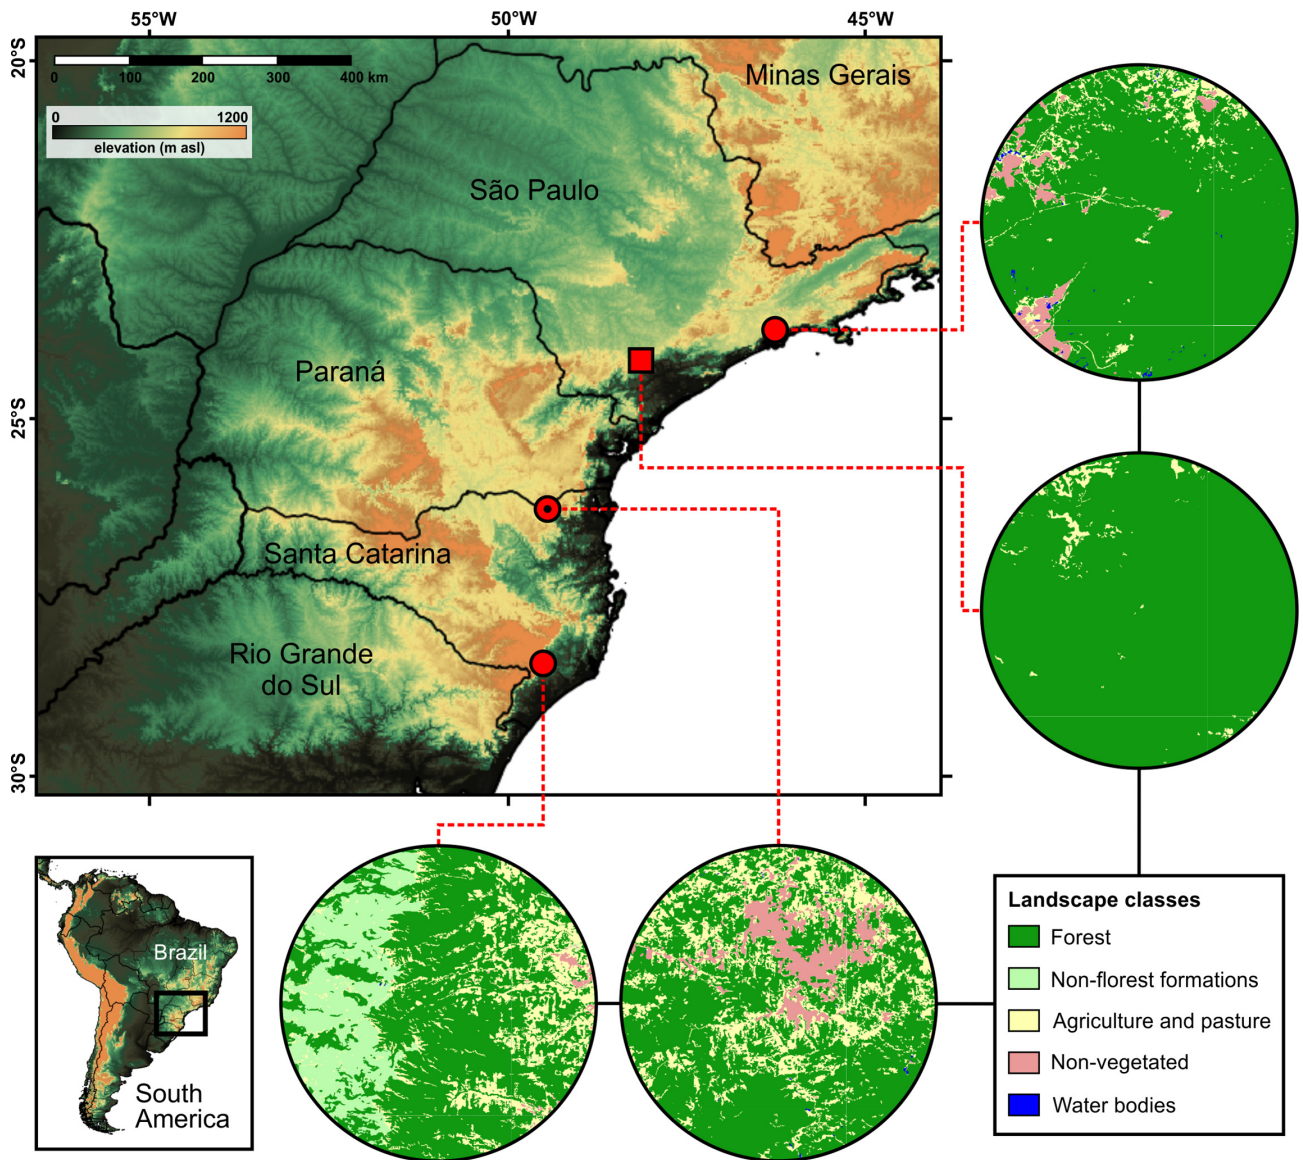 55°W
50°W
45°W
20°S
25°S
30°S
0
100
200
300
400 km
0
1200
elevation (m asl)
Minas Gerais
São Paulo
Paraná
Santa Catarina
Rio Grande
do Sul
Brazil
South
America
Landscape classes
Forest
Non-florest formations
Agriculture and pasture
Non-vegetated
Water bodies